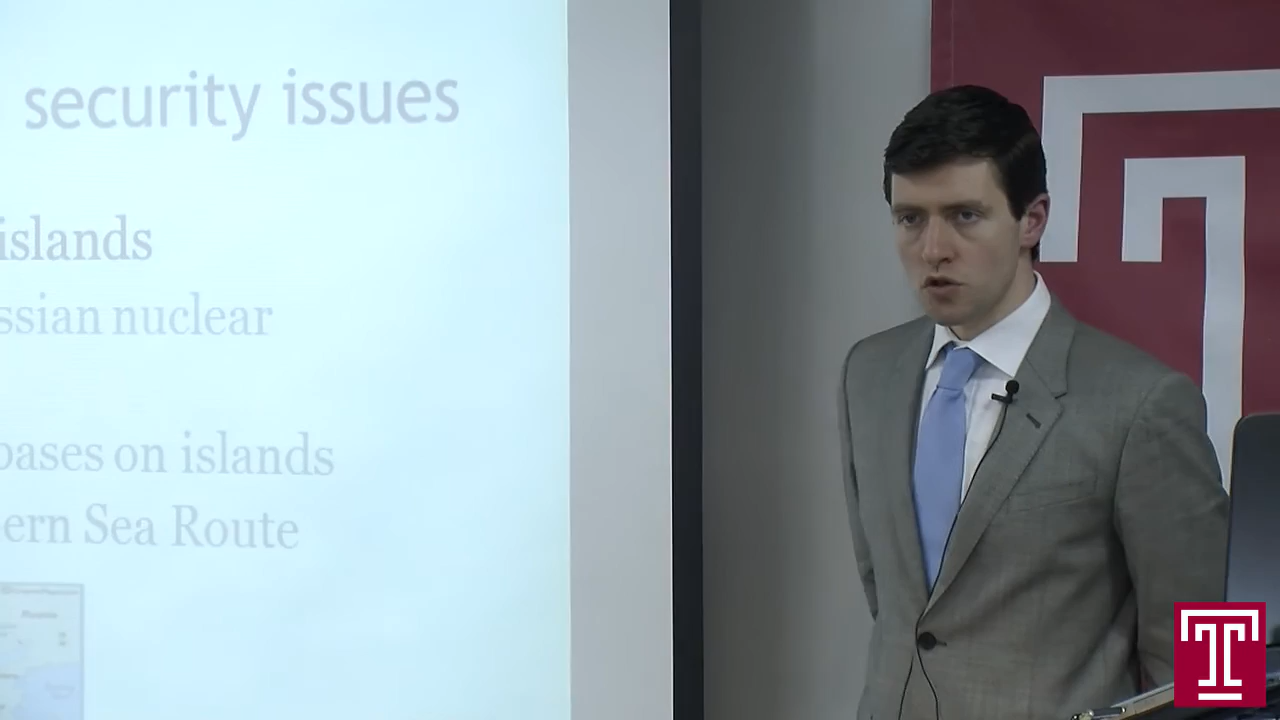 security issues
islands
ssian nuclear
bases on islands
ern Sea Route